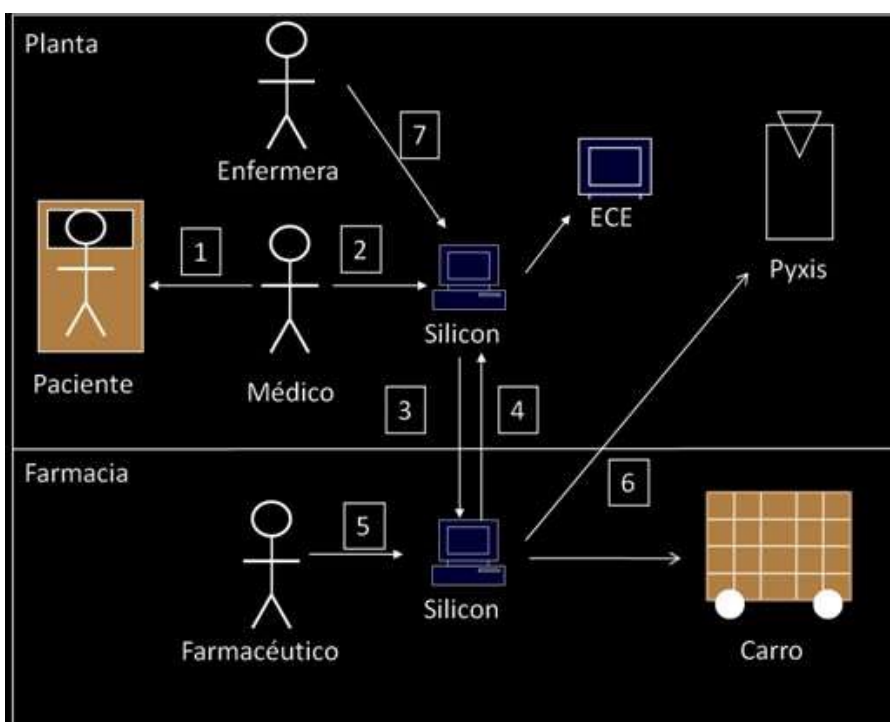 Planta
Enfermera
7
ECE
Pyxis
1
2
Silicon
Paciente
Médico
3
4
Farmacia
6
5
Silicon
Farmacéutico
Carro